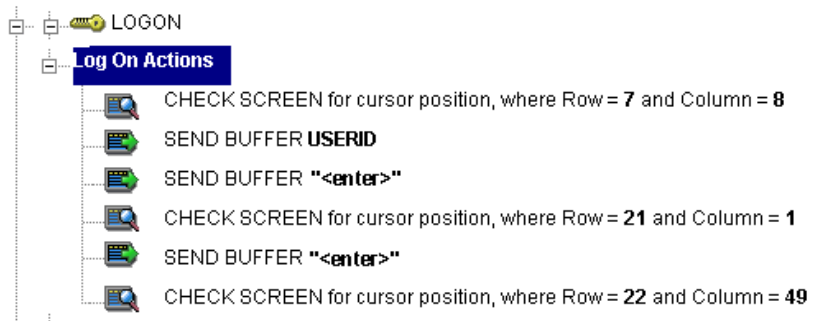 LOGON
Log On Actions
CHECK SCREEN for cursor position, where Row = 7 and Column = 8
SEND BUFFER USERID
SEND BUFFER "<enter>"
CHECK SCREEN for cursor position, where Row = 21 and Column = 1
SEND BUFFER "<enter>"
CHECK SCREEN for cursor position, where Row = 22 and Column = 49